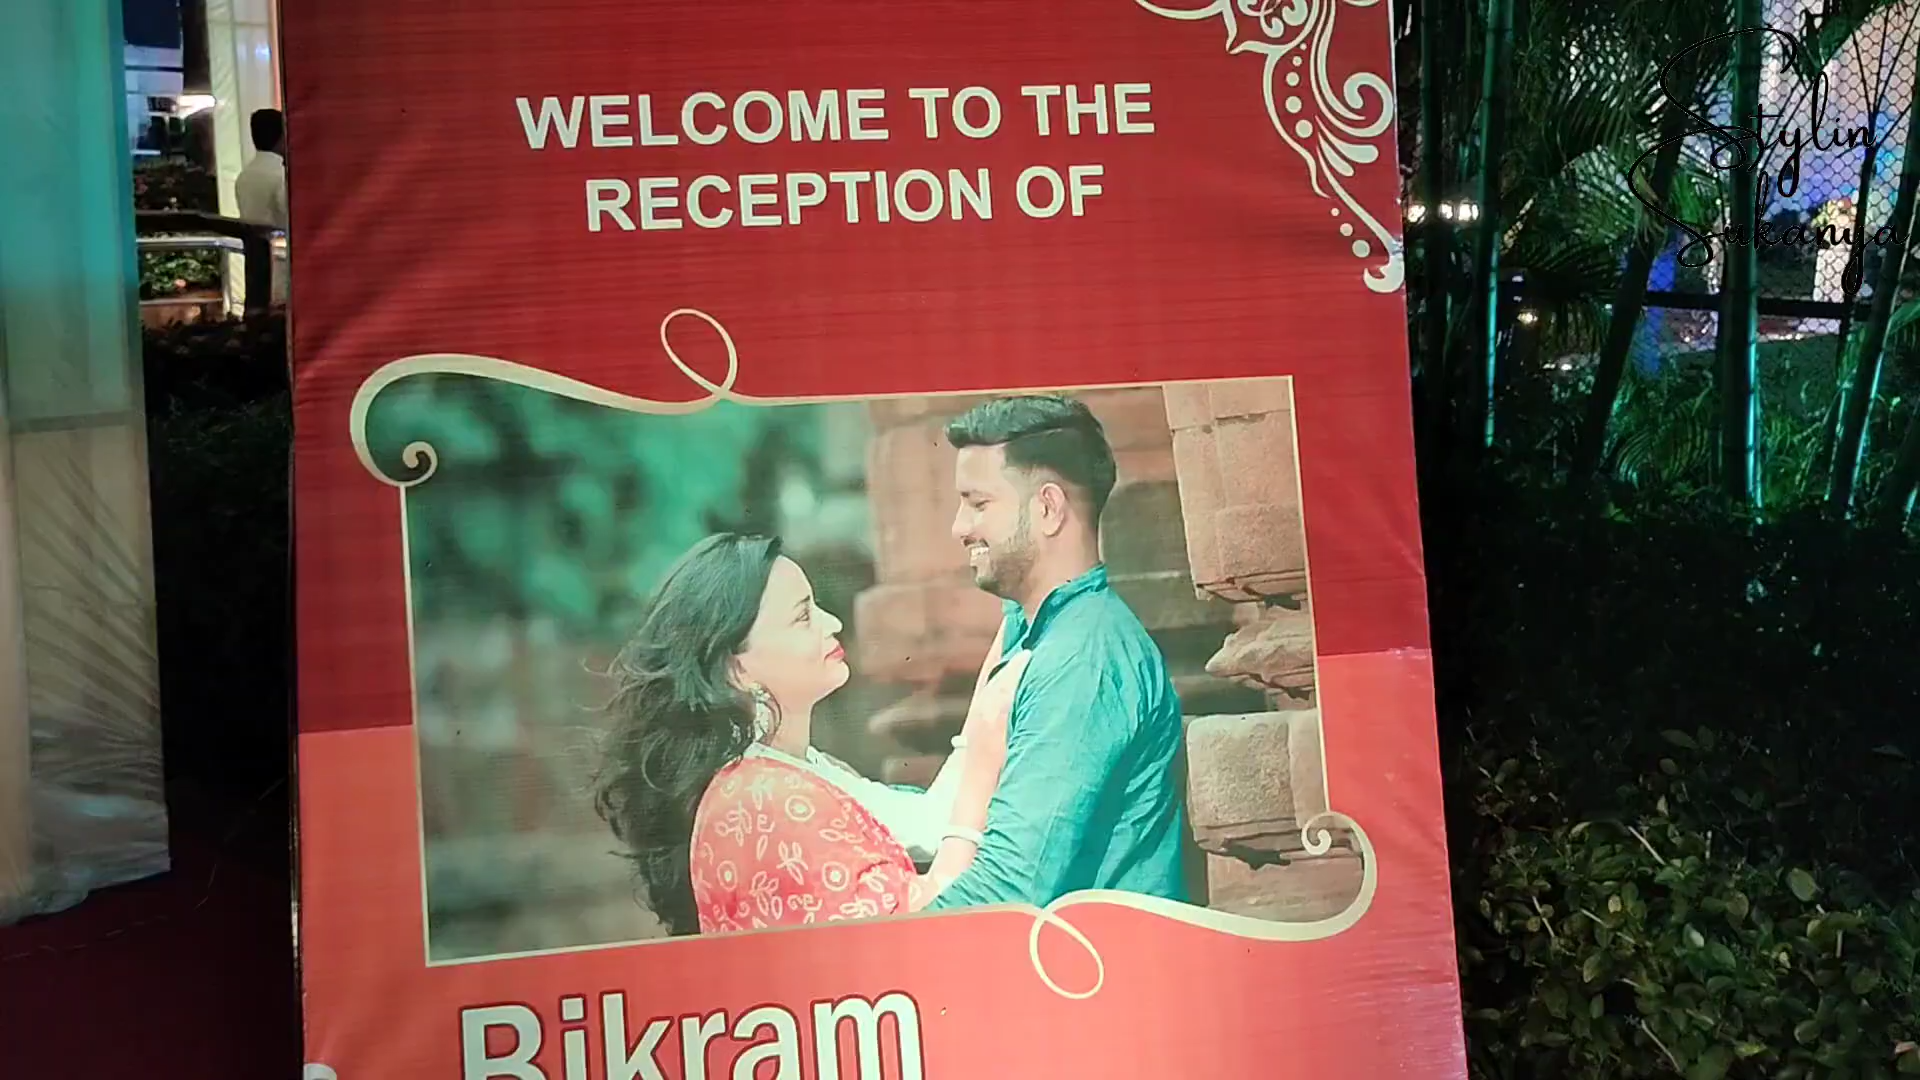 WELCOME TO THE
RECEPTION OF
Bikram
Stylin
Sukanya